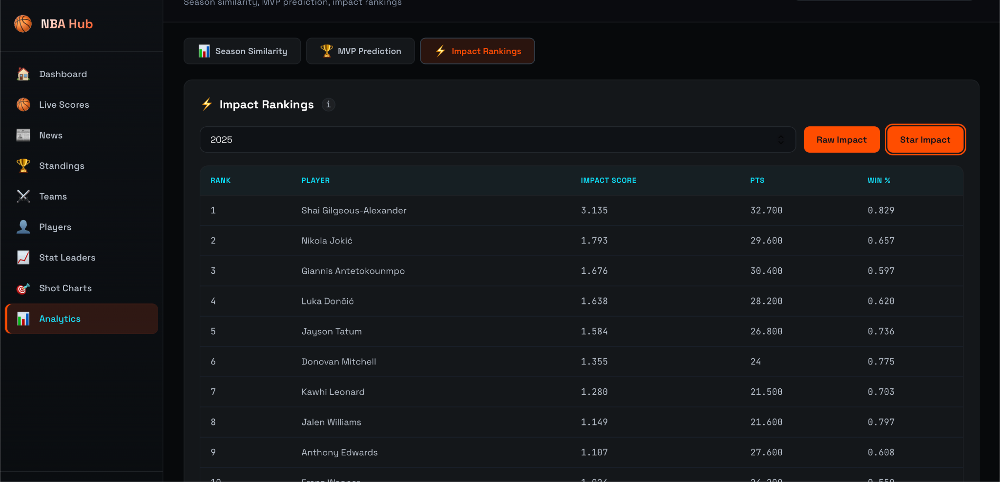 Season similarity, MVP prediction, impact rankings
NBA Hub
Dashboard
Live Scores
News
Standings
Teams
Players
Stat Leaders
Shot Charts
Analytics
Season Similarity
MVP Prediction
Impact Rankings
Impact Rankings i
2025
Raw Impact
Star Impact
RANK PLAYER IMPACT SCORE PTS WIN %
1 Shai Gilgeous-Alexander 3.135 32.700 0.829
2 Nikola Jokić 1.793 29.600 0.657
3 Giannis Antetokounmpo 1.676 30.400 0.597
4 Luka Dončić 1.638 28.200 0.620
5 Jayson Tatum 1.584 26.800 0.736
6 Donovan Mitchell 1.355 24 0.775
7 Kawhi Leonard 1.280 21.500 0.703
8 Jalen Williams 1.149 21.600 0.797
9 Anthony Edwards 1.107 27.600 0.608
10 Franz Wagner